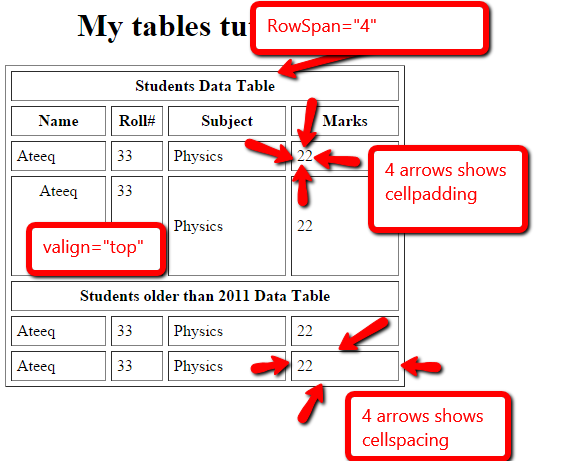 My tables tu
RowSpan="4"
Students Data Table
Name Roll# Subject Marks
Ateeq 33 Physics 22
4 arrows shows
cellpadding
Ateeq 33 Physics 22
valign="top"
Students older than 2011 Data Table
Ateeq 33 Physics 22
Ateeq 33 Physics 22
4 arrows shows
cellspacing